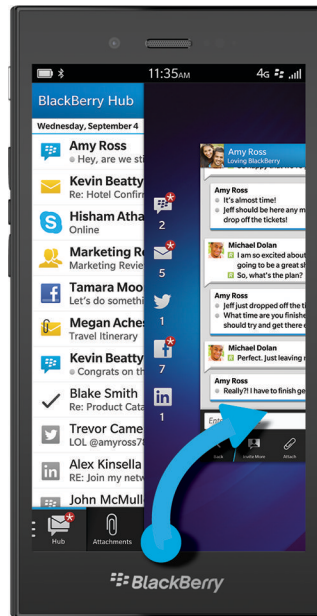 11:35AM
4G
BlackBerry Hub
Wednesday, September 4
Amy Ross
Hey, are we sti
Kevin Beatty
Re: Hotel Confir
Hisham Atha
Online
Marketing R
Marketing Revie
Tamara Moo
Let's do somethi
Megan Aches
Travel Itinerary
Kevin Beatty
Congrats on th
Blake Smith
Re: Product Cata
Trevor Came
LOL @amyross78
Alex Kinsella
RE: Join my netw
John McMull
Hub
Attachments
2
5
1
7
1
Amy Ross
Loving BlackBerry
Amy Ross
It's almost time!
Jeff should be here any m
drop off the tickets!
Michael Dolan
I am so excited about
going to be a great sh
So, what's the plan?
Amy Ross
Jeff just dropped off the ti
What time are you finishe
should try and get there e
Michael Dolan
Perfect. Just leaving n
Amy Ross
Really?! I have to finish ge
Ente
Invite More
Attach
BlackBerry